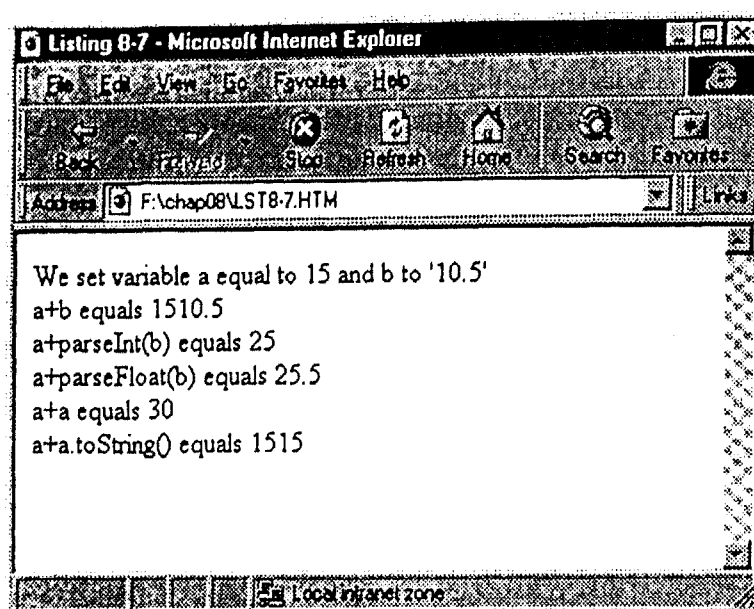 Listing 8-7 - Microsoft Internet Explorer
File Edit View Go Favorites Help
Back Forward Stop Refresh Home Search Favorites
Address F:\chap08\LST8-7.HTM Links
We set variable a equal to 15 and b to '10.5'
a+b equals 1510.5
a+parseInt(b) equals 25
a+parseFloat(b) equals 25.5
a+a equals 30
a+a.toString() equals 1515
Local intranet zone